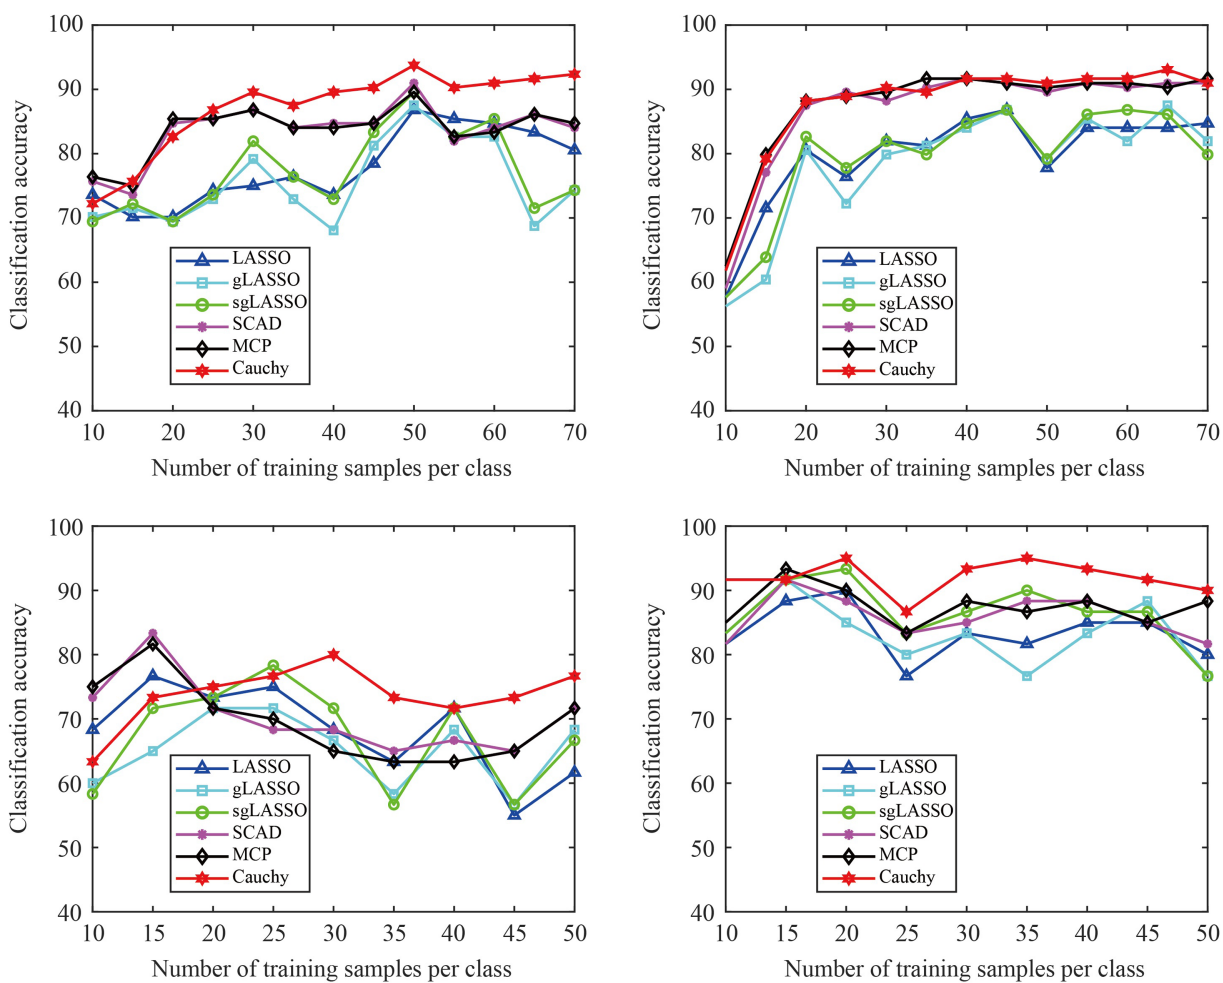 100
90
80
70
60
50
40
Classification accuracy
LASSO
gLASSO
sgLASSO
SCAD
MCP
Cauchy
10 20 30 40 50 60 70
Number of training samples per class
100
90
80
70
60
50
40
Classification accuracy
LASSO
gLASSO
sgLASSO
SCAD
MCP
Cauchy
10 20 30 40 50 60 70
Number of training samples per class
100
90
80
70
60
50
40
Classification accuracy
LASSO
gLASSO
sgLASSO
SCAD
MCP
Cauchy
10 15 20 25 30 35 40 45 50
Number of training samples per class
100
90
80
70
60
50
40
Classification accuracy
LASSO
gLASSO
sgLASSO
SCAD
MCP
Cauchy
10 15 20 25 30 35 40 45 50
Number of training samples per class